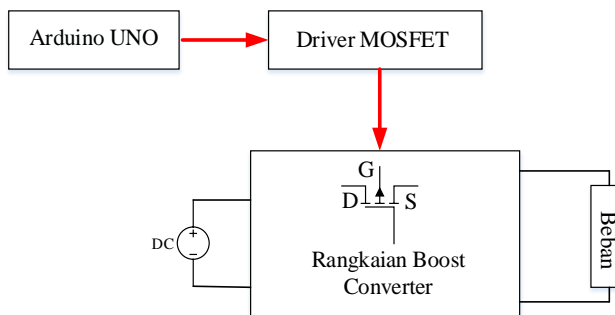 Arduino UNO
Driver MOSFET
G
D S
DC
+
−
Rangkaian Boost
Converter
Beban